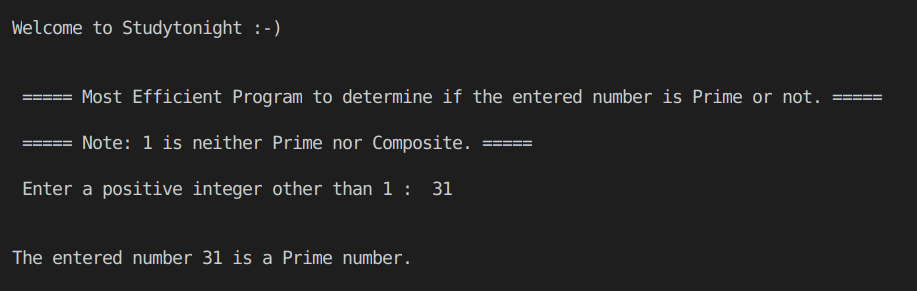 Welcome to Studytonight :-)
===== Most Efficient Program to determine if the entered number is Prime or not. =====
===== Note: 1 is neither Prime nor Composite. =====
Enter a positive integer other than 1 :  31
The entered number 31 is a Prime number.